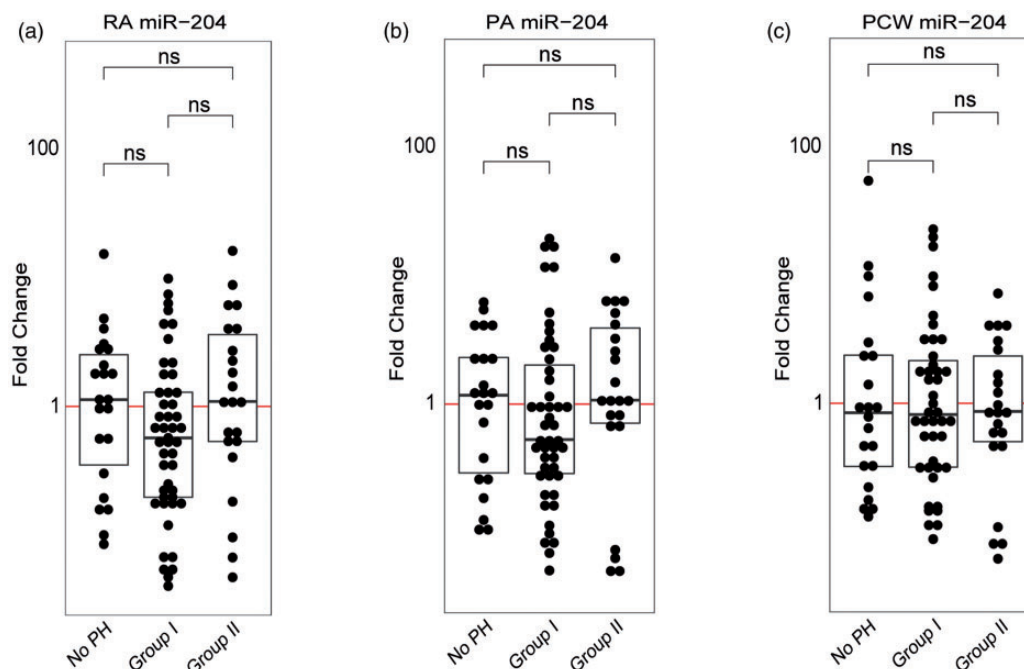 (a)
RA miR−204
ns
ns
ns
100
1
Fold Change
No PH
Group I
Group II
(b)
PA miR−204
ns
ns
ns
100
1
Fold Change
No PH
Group I
Group II
(c)
PCW miR−204
ns
ns
ns
100
1
Fold Change
No PH
Group I
Group II